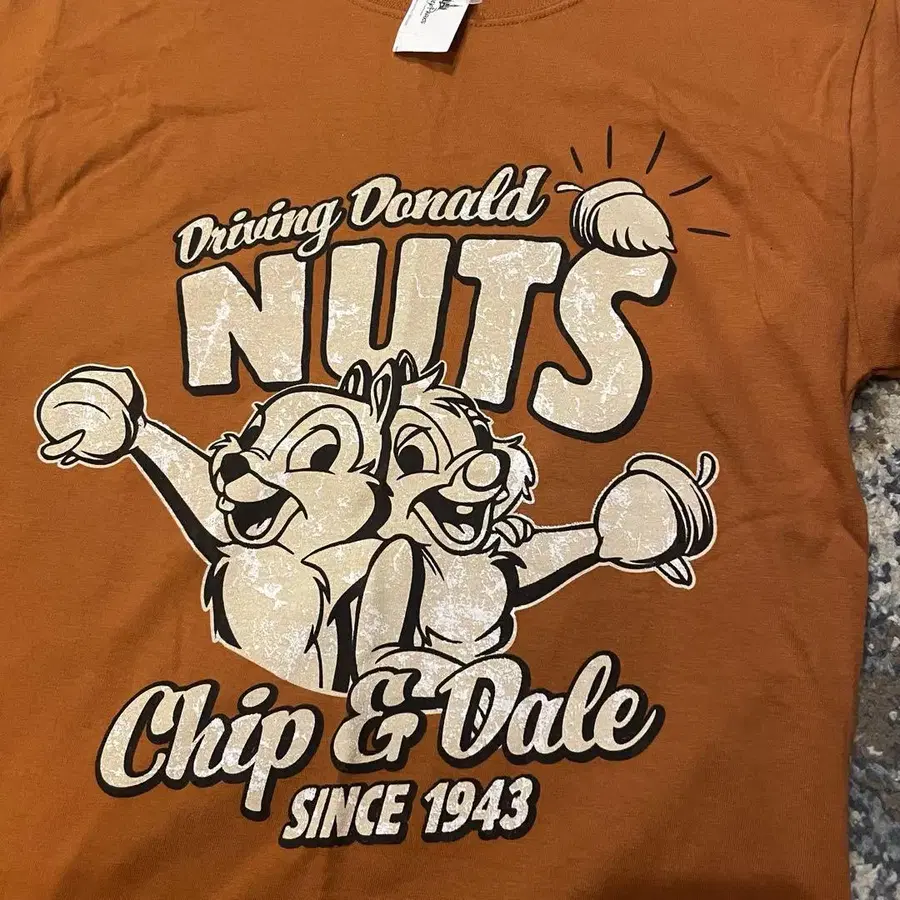 Driving Donald
NUTS
Chip & Dale
SINCE 1943